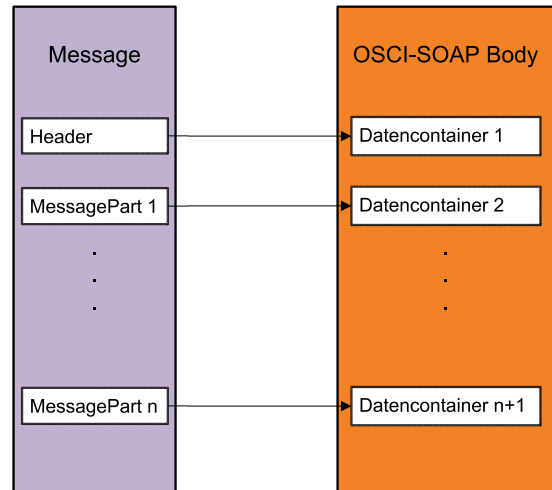 Message
OSCI-SOAP Body
Header
Datencontainer 1
MessagePart 1
Datencontainer 2
MessagePart n
Datencontainer n+1